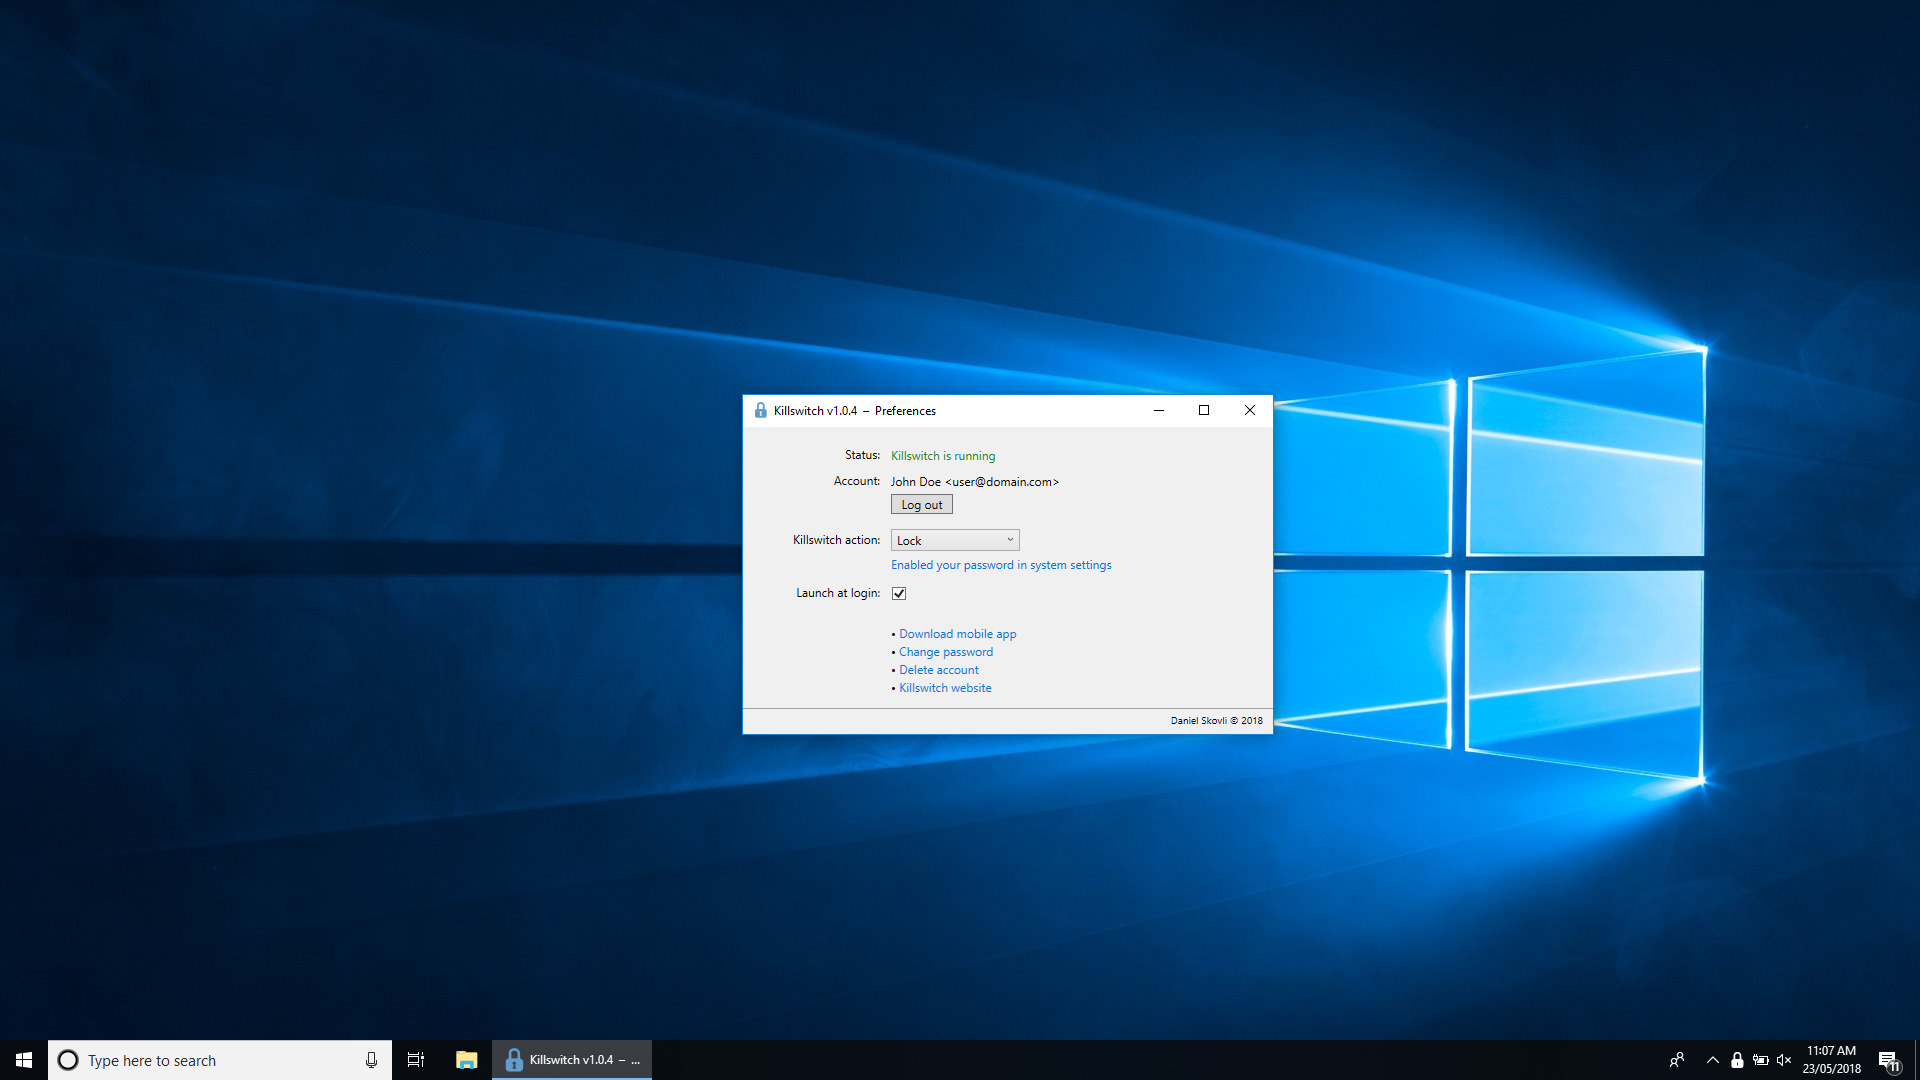 Killswitch v1.0.4 – Preferences
Status: Killswitch is running
Account: John Doe <user@domain.com>
Log out
Killswitch action: Lock
Enabled your password in system settings
Launch at login:
• Download mobile app
• Change password
• Delete account
• Killswitch website
Daniel Skovli © 2018
Type here to search
Killswitch v1.0.4 – ...
11:07 AM
23/05/2018
11